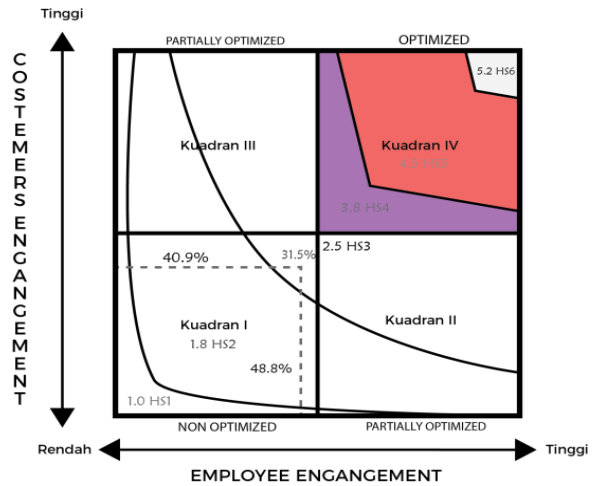 Tinggi
PARTIALLY OPTIMIZED
OPTIMIZED
COSTEMERS ENGANGEMENT
5.2 HS6
Kuadran III
Kuadran IV
3.8 HS4
2.5 HS3
31.5%
40.9%
Kuadran I
1.8 HS2
Kuadran II
48.8%
1.0 HS1
NON OPTIMIZED
PARTIALLY OPTIMIZED
Rendah
Tinggi
EMPLOYEE ENGANGEMENT